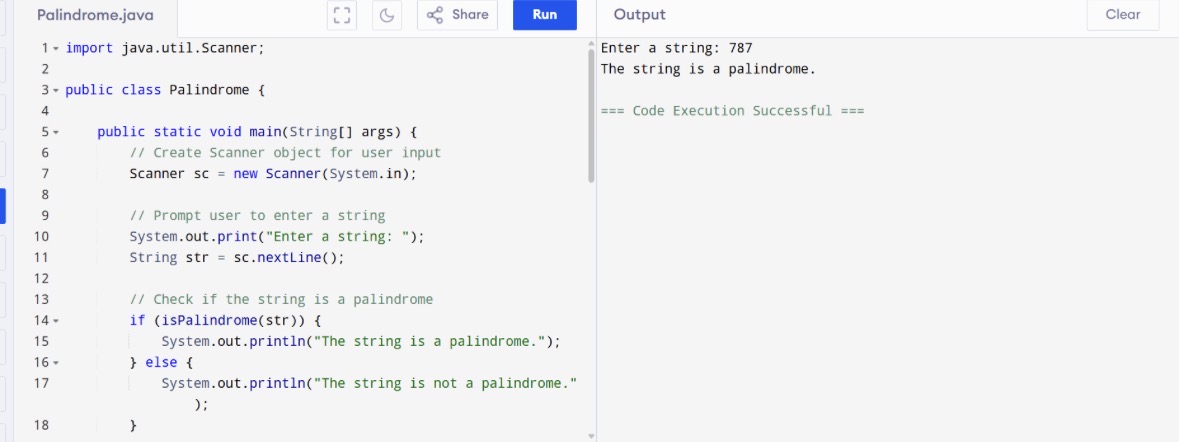 Palindrome.java
Share
Run
Output
Clear
1 import java.util.Scanner;
2
3 public class Palindrome {
4
5 public static void main(String[] args) {
6 // Create Scanner object for user input
7 Scanner sc = new Scanner(System.in);
8
9 // Prompt user to enter a string
10 System.out.print("Enter a string: ");
11 String str = sc.nextLine();
12
13 // Check if the string is a palindrome
14 if (isPalindrome(str)) {
15 System.out.println("The string is a palindrome.");
16 } else {
17 System.out.println("The string is not a palindrome."
);
18 }
Enter a string: 787
The string is a palindrome.
=== Code Execution Successful ===